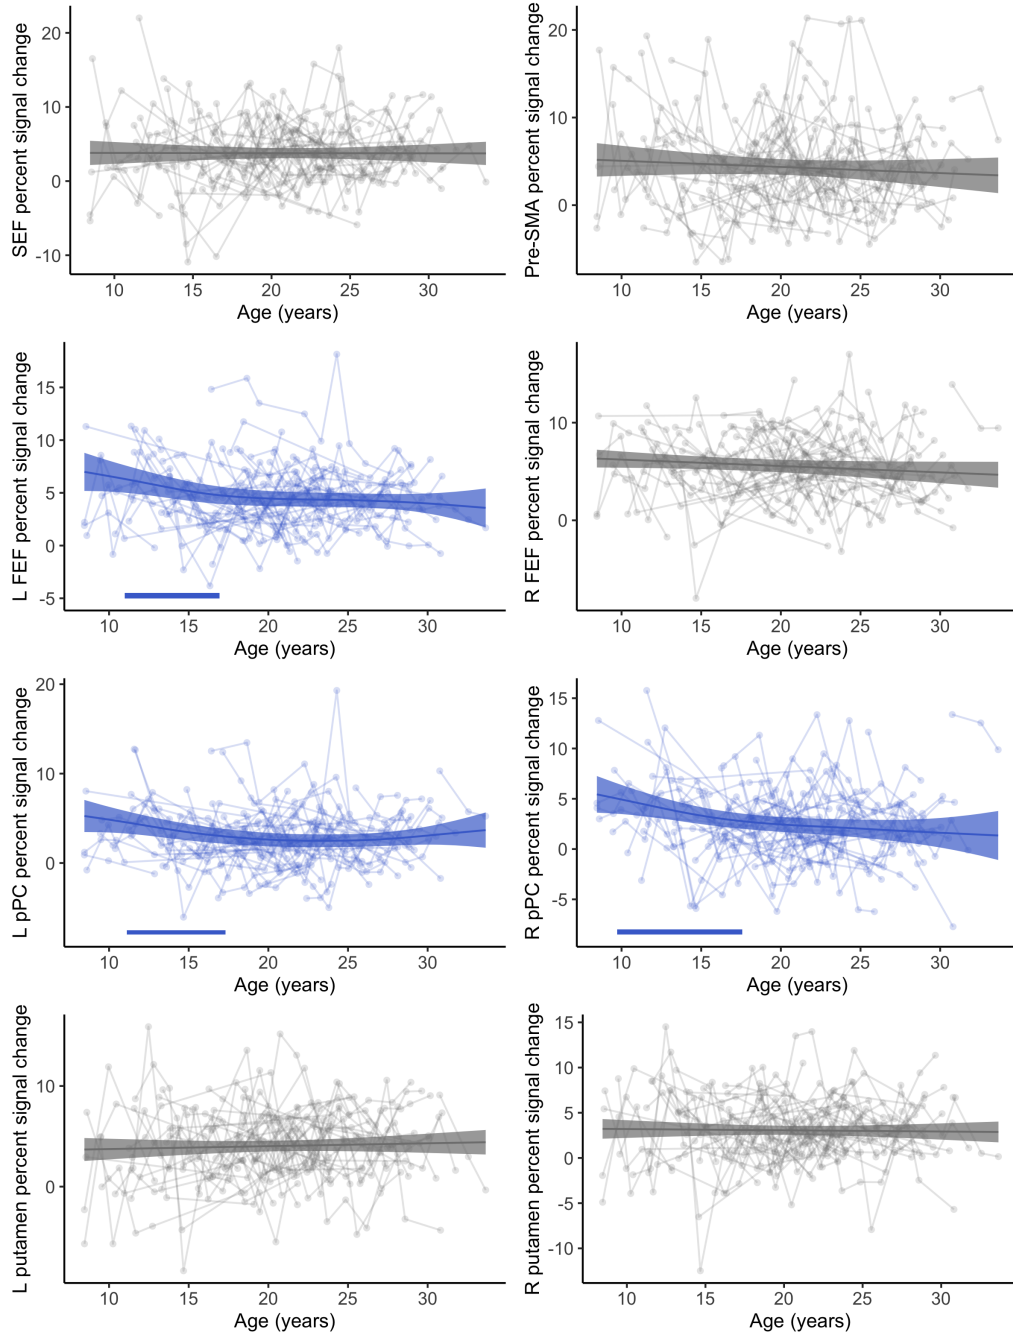 SEF percent signal change
10
0
-10
10 15 20 25 30
Age (years)
Pre-SMA percent signal change
20
10
0
10 15 20 25 30
Age (years)
L FEF percent signal change
15
10
5
0
-5
10 15 20 25 30
Age (years)
R FEF percent signal change
10
0
10 15 20 25 30
Age (years)
L pPC percent signal change
20
10
0
10 15 20 25 30
Age (years)
R pPC percent signal change
15
10
5
0
-5
10 15 20 25 30
Age (years)
L putamen percent signal change
10
0
10 15 20 25 30
Age (years)
R putamen percent signal change
15
10
5
0
-5
-10
10 15 20 25 30
Age (years)